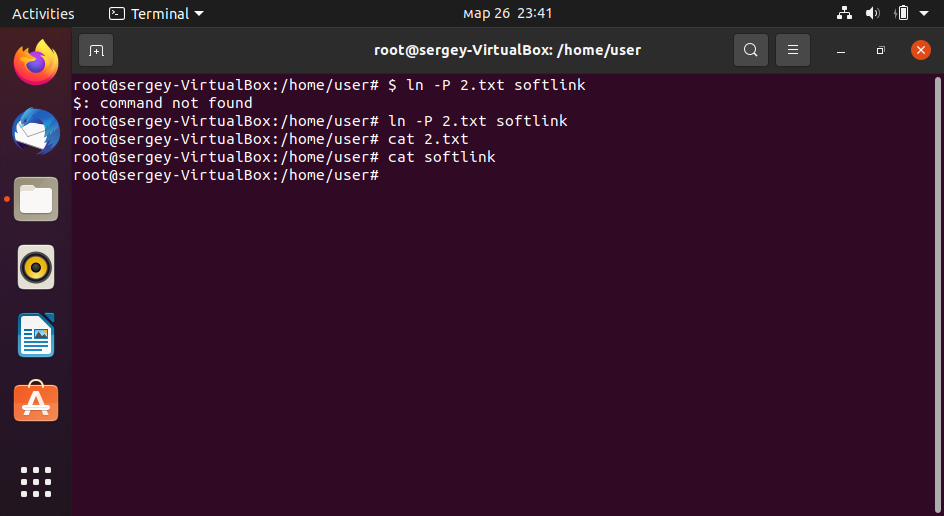 Activities Terminal мар 26 23:41
root@sergey-VirtualBox: /home/user
root@sergey-VirtualBox:/home/user# $ ln -P 2.txt softlink
$: command not found
root@sergey-VirtualBox:/home/user# ln -P 2.txt softlink
root@sergey-VirtualBox:/home/user# cat 2.txt
root@sergey-VirtualBox:/home/user# cat softlink
root@sergey-VirtualBox:/home/user#